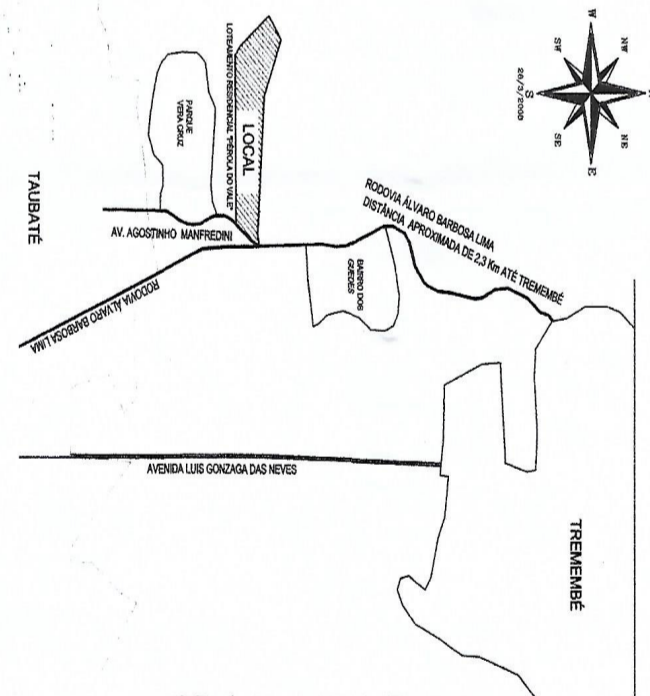 W
NW
SW
N
S
NE
SE
E
28/3/2008
LOTEAMENTO RESIDENCIAL "PÉROLA DO VALE"
LOCAL
PARQUE
VERA CRUZ
TAUBATÉ
AV. AGOSTINHO MANFREDINI
RODOVIA ÁLVARO BARBOSA LIMA
DISTÂNCIA APROXIMADA DE 2,3 Km ATÉ TREMEMBÉ
BAIRRO DOS
GUEDES
RODOVIA ÁLVARO BARBOSA LIMA
AVENIDA LUIS GONZAGA DAS NEVES
TREMEMBÉ